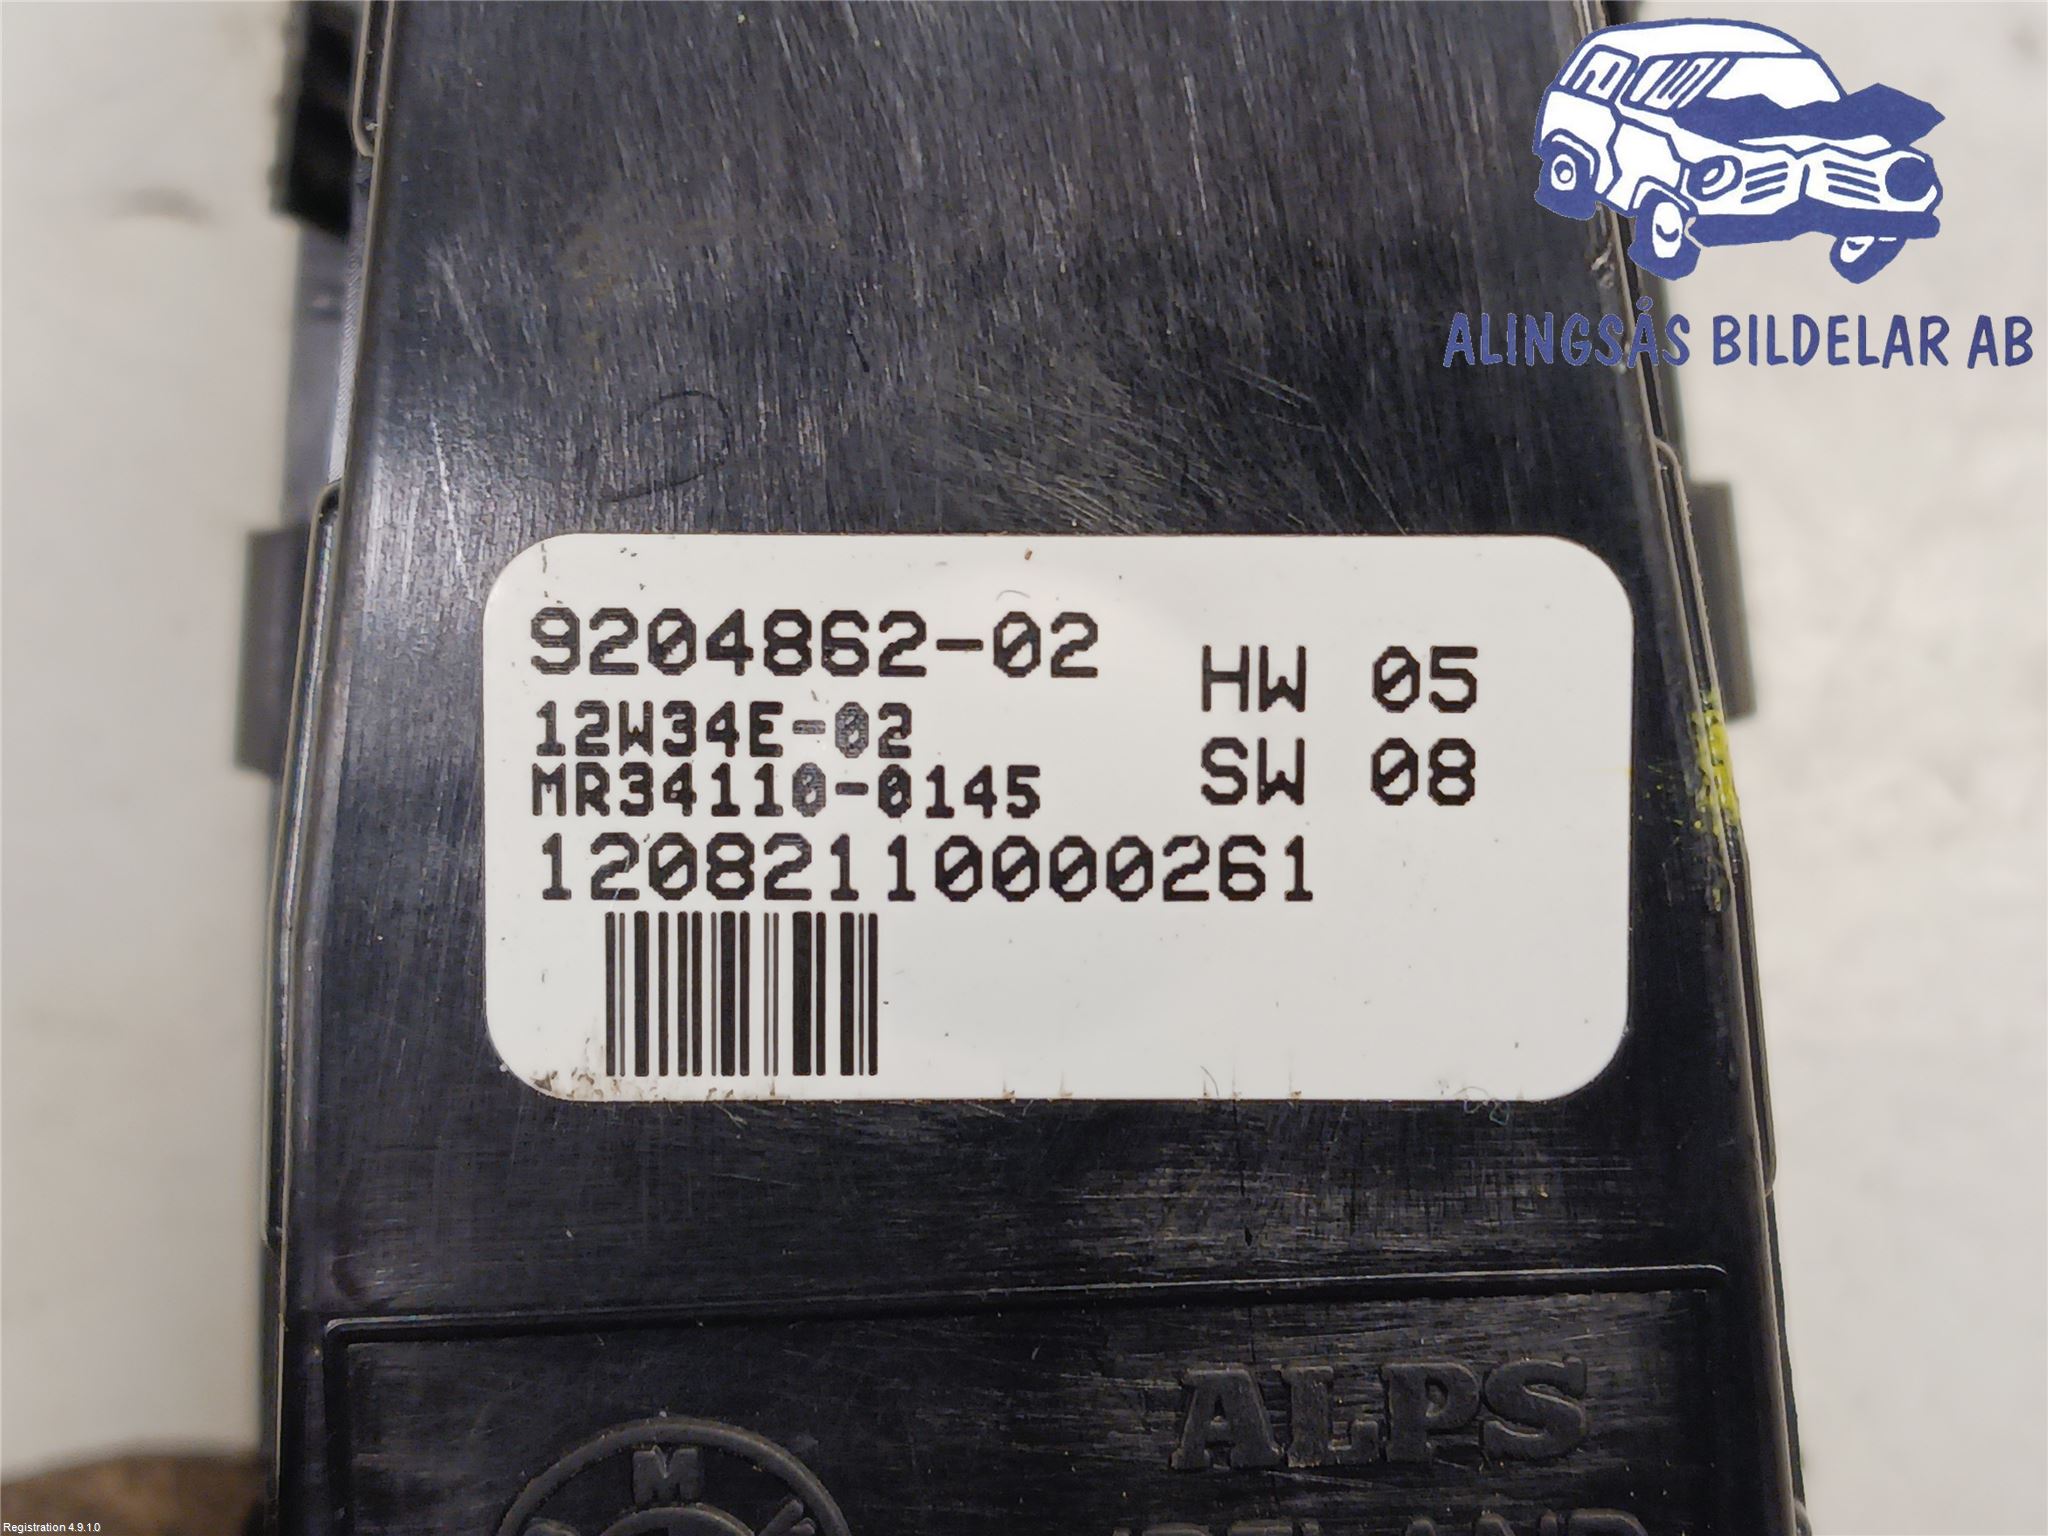 ALINGSÅS BILDELAR AB
9204862-02
HW 05
12W34E-02
SW 08
MR34110-0145
12082110000261
ALPS
M
IRELAND
Registration 4.9.1.0